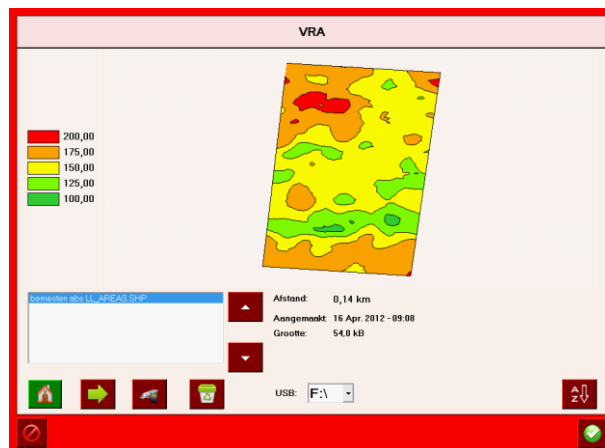 VRA
200,00
175,00
150,00
125,00
100,00
bemesten abs LL_AREAS.SHP
Afstand: 0,14 km
Aangemaakt: 16 Apr. 2012 - 09:08
Grootte: 54,0 kB
USB: F:\
A
Z